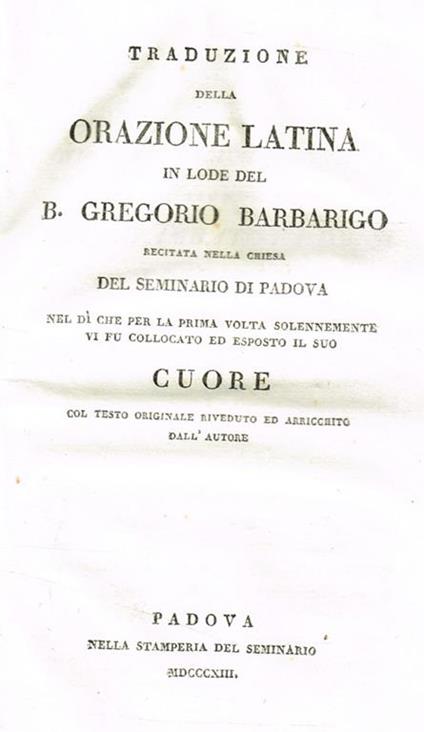 TRADUZIONE
DELLA
ORAZIONE LATINA
IN LODE DEL
B. GREGORIO BARBARIGO
RECITATA NELLA CHIESA
DEL SEMINARIO DI PADOVA
NEL DÌ CHE PER LA PRIMA VOLTA SOLENNEMENTE
VI FU COLLOCATO ED ESPOSTO IL SUO
CUORE
COL TESTO ORIGINALE RIVEDUTO ED ARRICCHITO
DALL' AUTORE
PADOVA
NELLA STAMPERIA DEL SEMINARIO
MDCCCXIII.